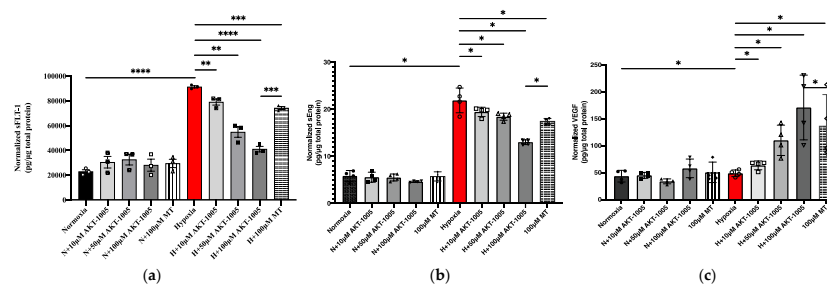 ****
***
****
**
**
***
Normalized sFLT-1
(pg/µg total protein)
100000
80000
60000
40000
20000
0
Normoxia
N+10µM AKT-1005
N+50µM AKT-1005
N+100µM AKT-1005
N+100µM MT
Hypoxia
H+10µM AKT-1005
H+50µM AKT-1005
H+100µM AKT-1005
H+100µM MT
(a)
*
*
*
*
*
*
Normalized sEng
(pg/µg total protein)
30
20
10
0
Normoxia
N+10µM AKT-1005
N+50µM AKT-1005
N+100µM AKT-1005
100µM MT
Hypoxia
H+10µM AKT-1005
H+50µM AKT-1005
H+100µM AKT-1005
100µM MT
(b)
*
*
*
*
*
*
Normalized VEGF
(pg/µg total protein)
250
200
150
100
50
0
Normoxia
N+10µM AKT-1005
N+50µM AKT-1005
N+100µM AKT-1005
100µM MT
Hypoxia
H+10µM AKT-1005
H+50µM AKT-1005
H+100µM AKT-1005
100µM MT
(c)